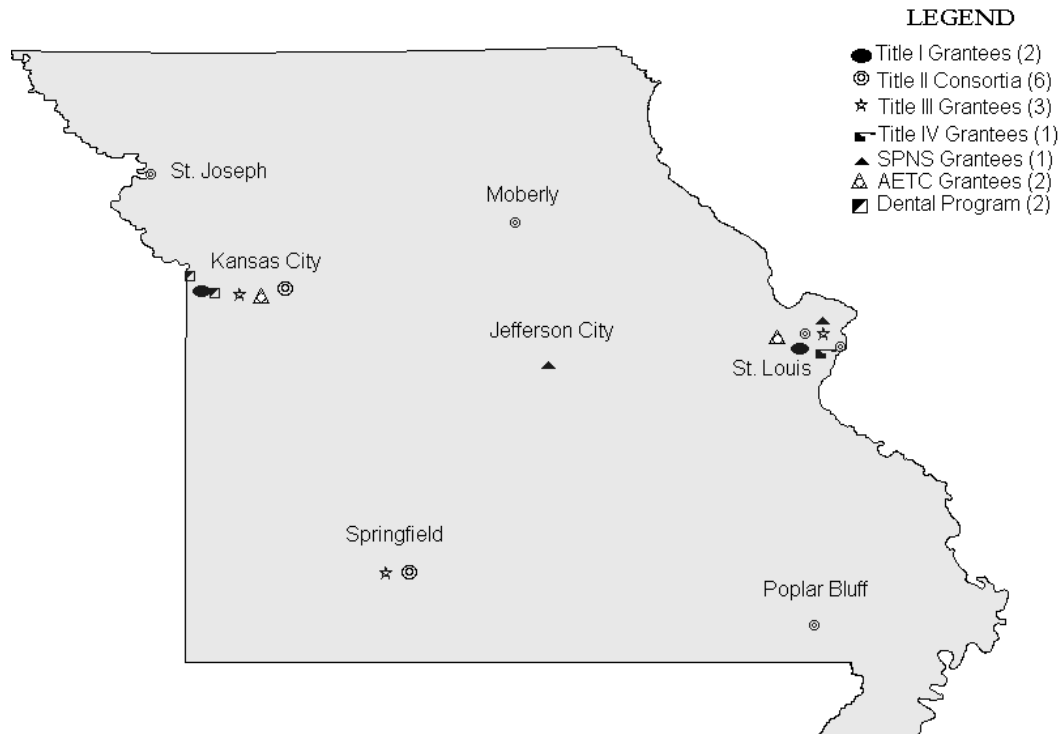 LEGEND
Title I Grantees (2)
Title II Consortia (6)
Title III Grantees (3)
Title IV Grantees (1)
SPNS Grantees (1)
AETC Grantees (2)
Dental Program (2)
St. Joseph
Moberly
Kansas City
Jefferson City
St. Louis
Springfield
Poplar Bluff